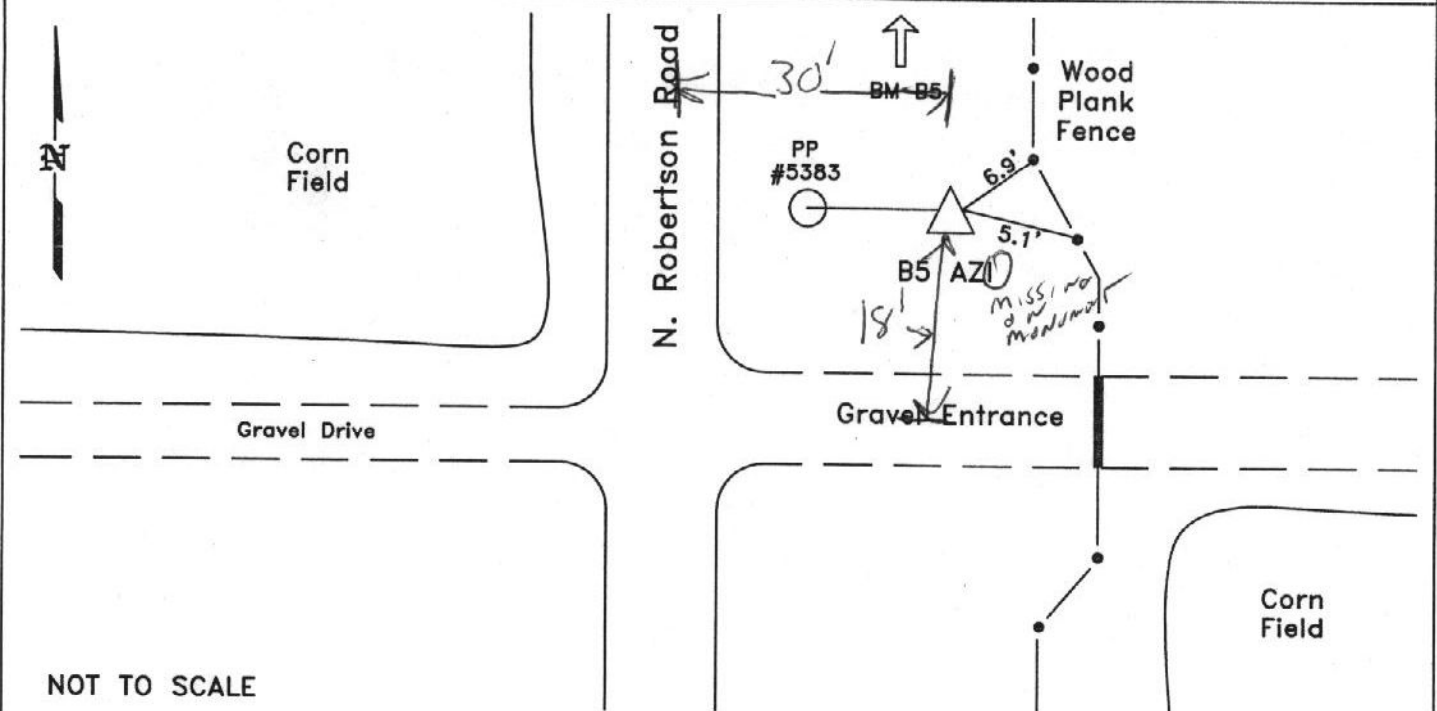 N
Corn
Field
N. Robertson Road
30'
BM B5
Wood
Plank
Fence
PP
#5383
6.9'
5.1'
B5 AZI
18'
MISSING
ON
MONUMENT
Gravel Drive
Gravel Entrance
Corn
Field
NOT TO SCALE